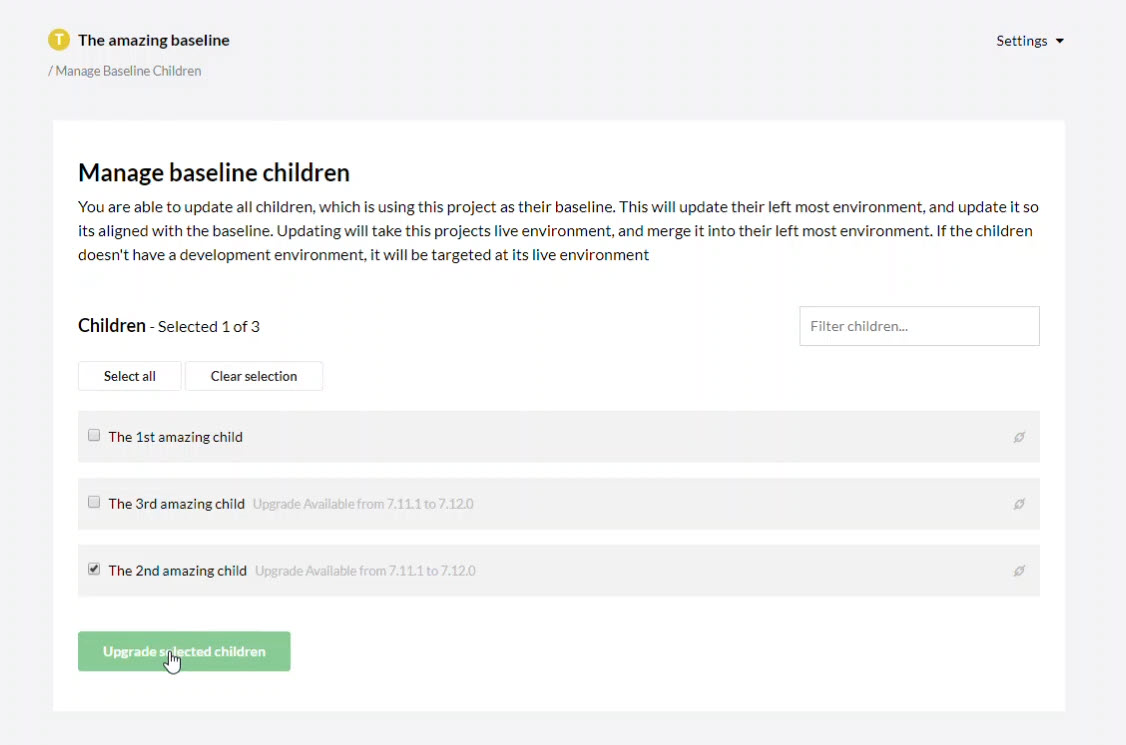 T The amazing baseline
Settings
/ Manage Baseline Children
Manage baseline children
You are able to update all children, which is using this project as their baseline. This will update their left most environment, and update it so
its aligned with the baseline. Updating will take this projects live environment, and merge it into their left most environment. If the children
doesn't have a development environment, it will be targeted at its live environment
Children - Selected 1 of 3
Filter children...
Select all
Clear selection
The 1st amazing child
The 3rd amazing child Upgrade Available from 7.11.1 to 7.12.0
The 2nd amazing child Upgrade Available from 7.11.1 to 7.12.0
Upgrade selected children